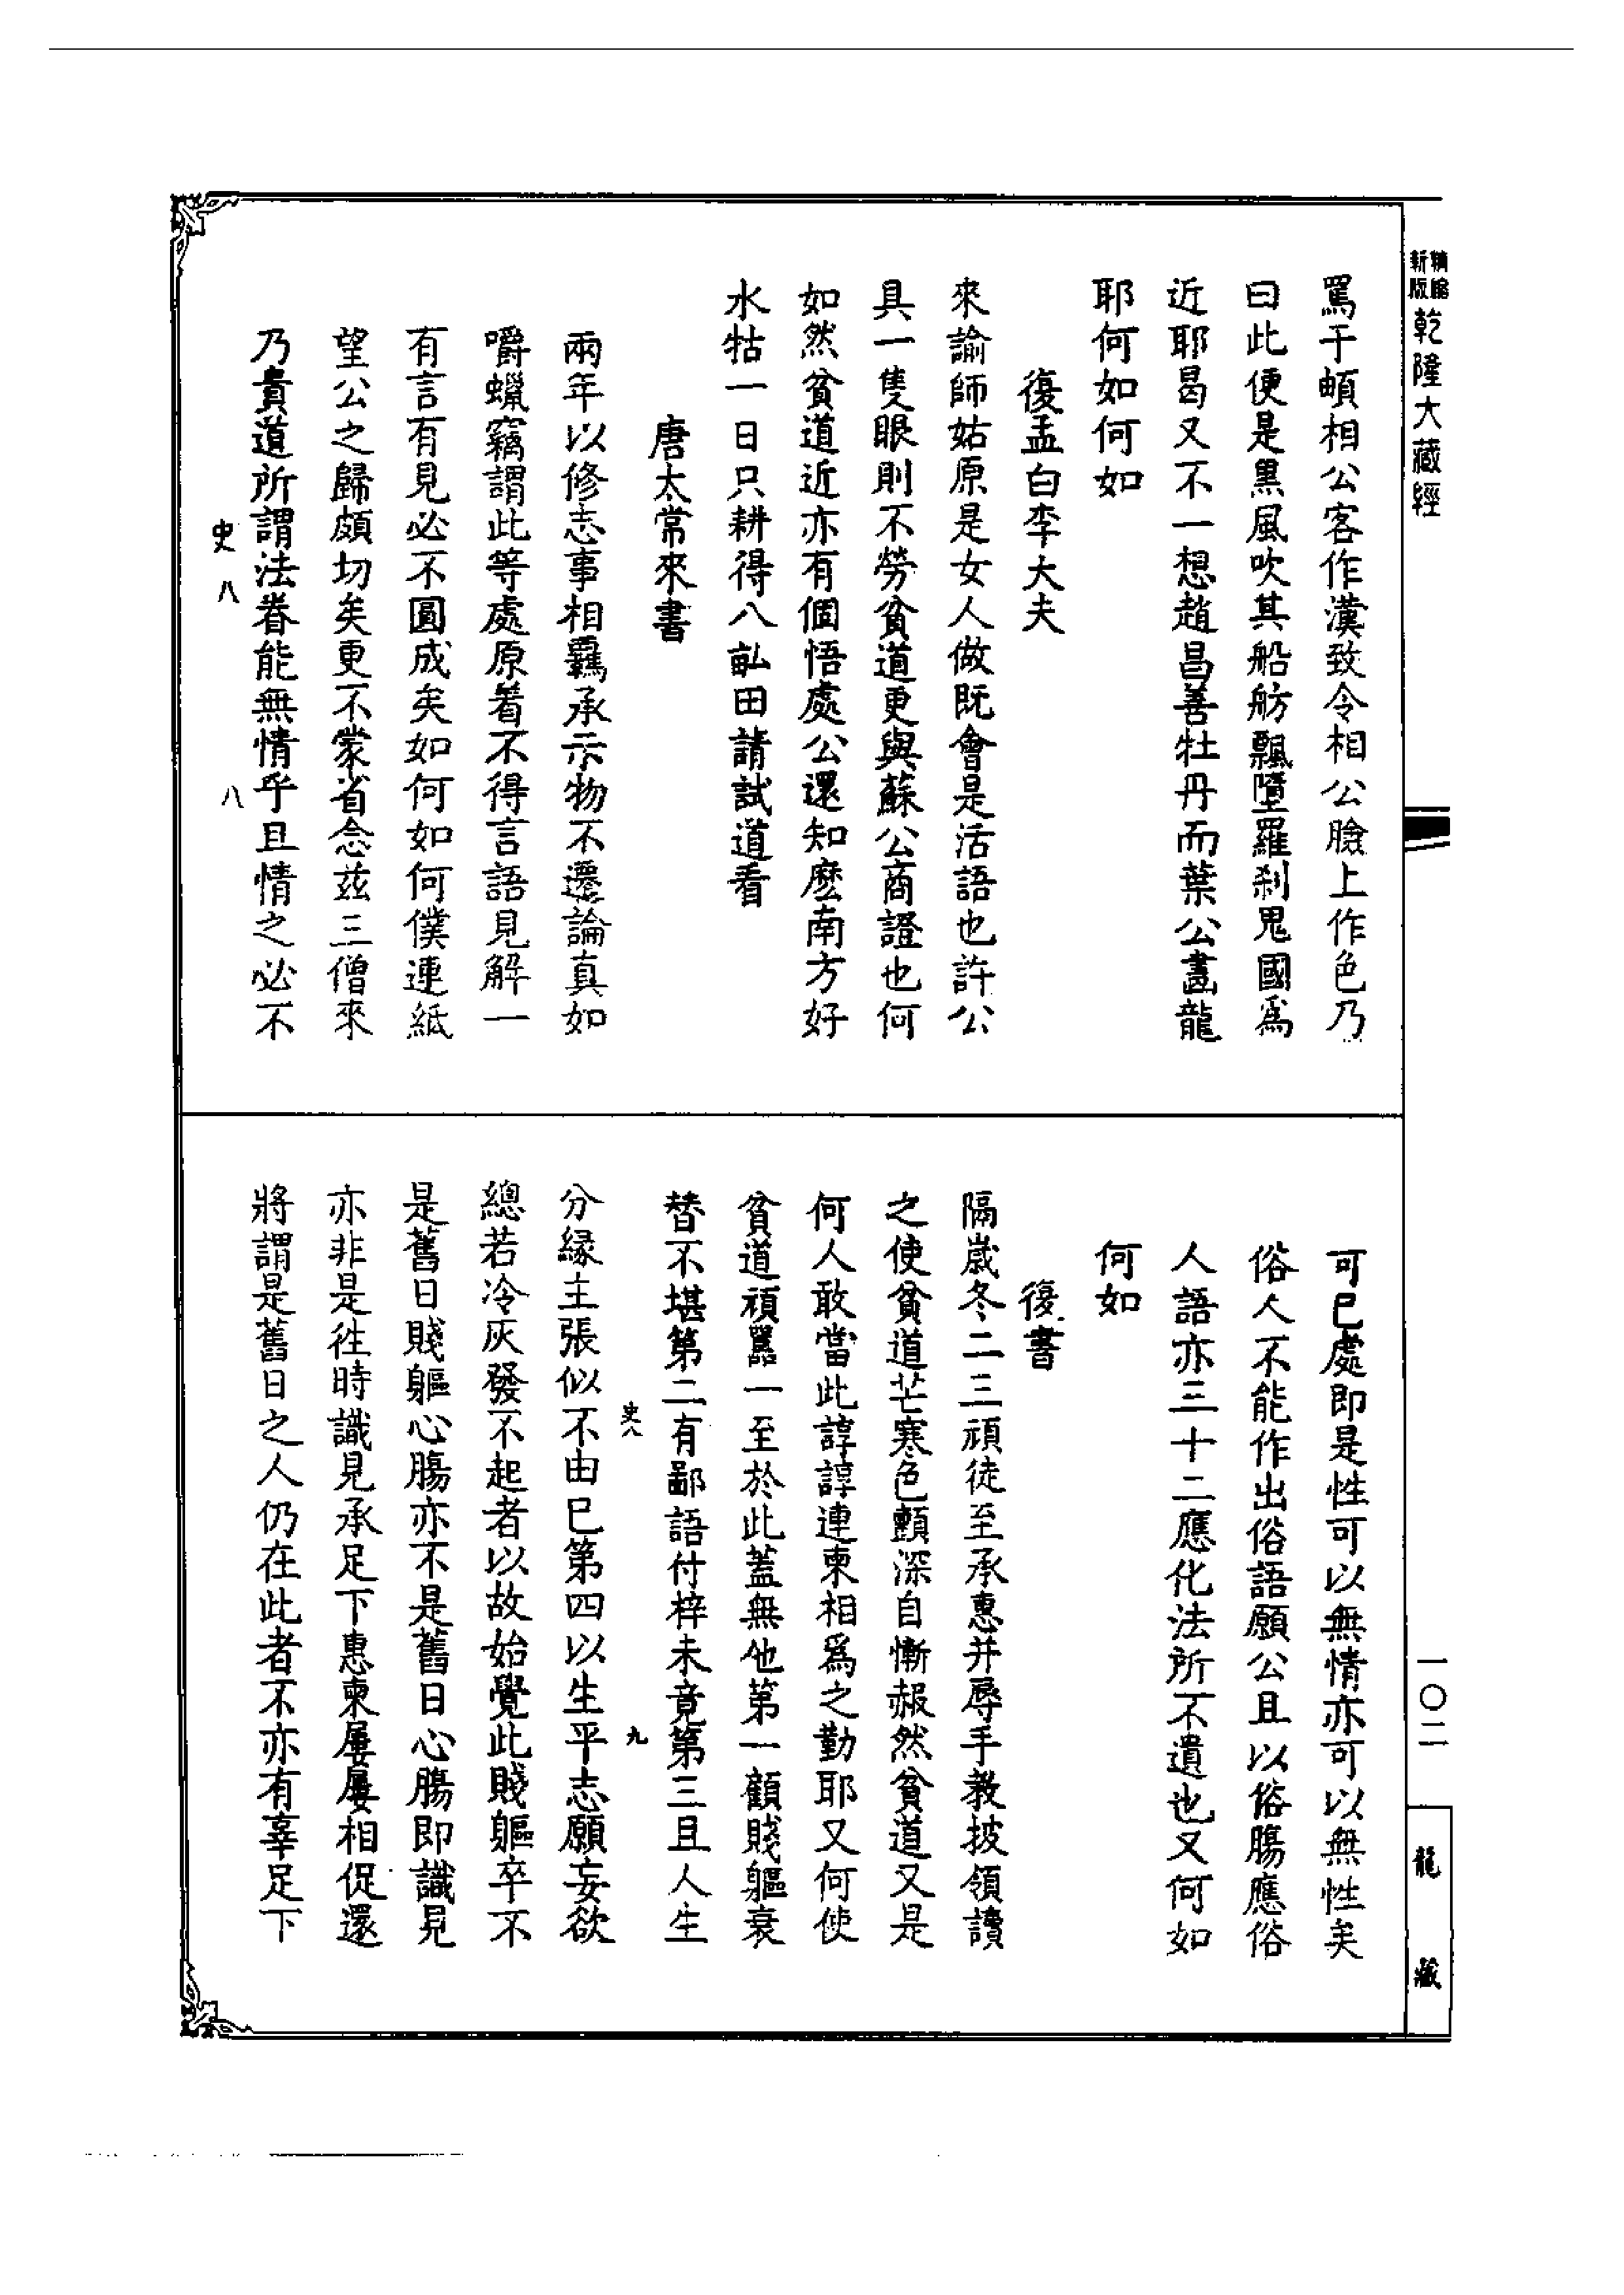 新版精縮乾隆大藏經
罵于頔相公客作漢致令相公臉上作色乃
曰此便是黑風吹其船舫飄墮羅刹鬼國爲
近耶曷又不一想趙昌善牡丹而葉公畫龍
耶何如何如
復孟白李大夫
來諭師姑原是女人做既會是活語也許公
具一隻眼則不勞貧道更與蘇公商證也何
如然貧道近亦有個悟處公還知麽南方好
水牯一日只耕得八畝田請試道看
唐太常來書
兩年以修志事相羈承示物不遷論真如
嚼蠟竊謂此等處原着不得言語見解一
有言有見必不圓成矣如何如何僕連紙
望公之歸頗切矣更不蒙省念兹三僧來
乃貴道所謂法眷能無情乎且情之必不
史八
八
可已處即是性可以無情亦可以無性矣
俗人不能作出俗語願公且以俗腸應俗
人語亦三十二應化法所不遺也又何如
何如
復書
隔歲冬二三頑徒至承惠并辱手教披領讀
之使貧道芒寒色顫深自慚赧然貧道又是
何人敢當此諄諄連柬相爲之勤耶又何使
貧道頑嚚一至於此蓋無他第一顧賤軀衰
替不堪第二有鄙語付梓未竟第三且人生
史八
九
分縁主張似不由巳第四以生平志願妄欲
總若冷灰發不起者以故始覺此賤軀卒不
是舊日賤軀心腸亦不是舊日心腸即識見
亦非是徃時識見承足下惠柬屢屢相促還
將謂是舊日之人仍在此者不亦有辜足下
一〇二
龍藏